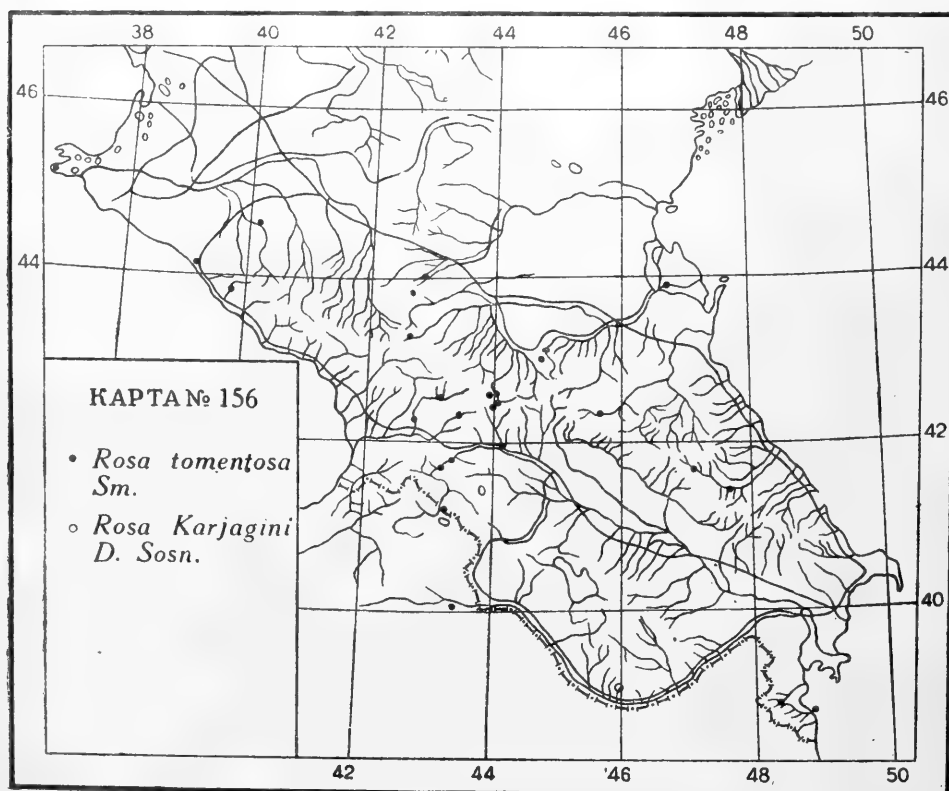 38 40 42 44 46 48 50
46 46
44 44
42
40
КАРТА № 156
Rosa tomentosa
Sm.
Rosa Karjagini
D. Sosn.
42 44 46 48 50